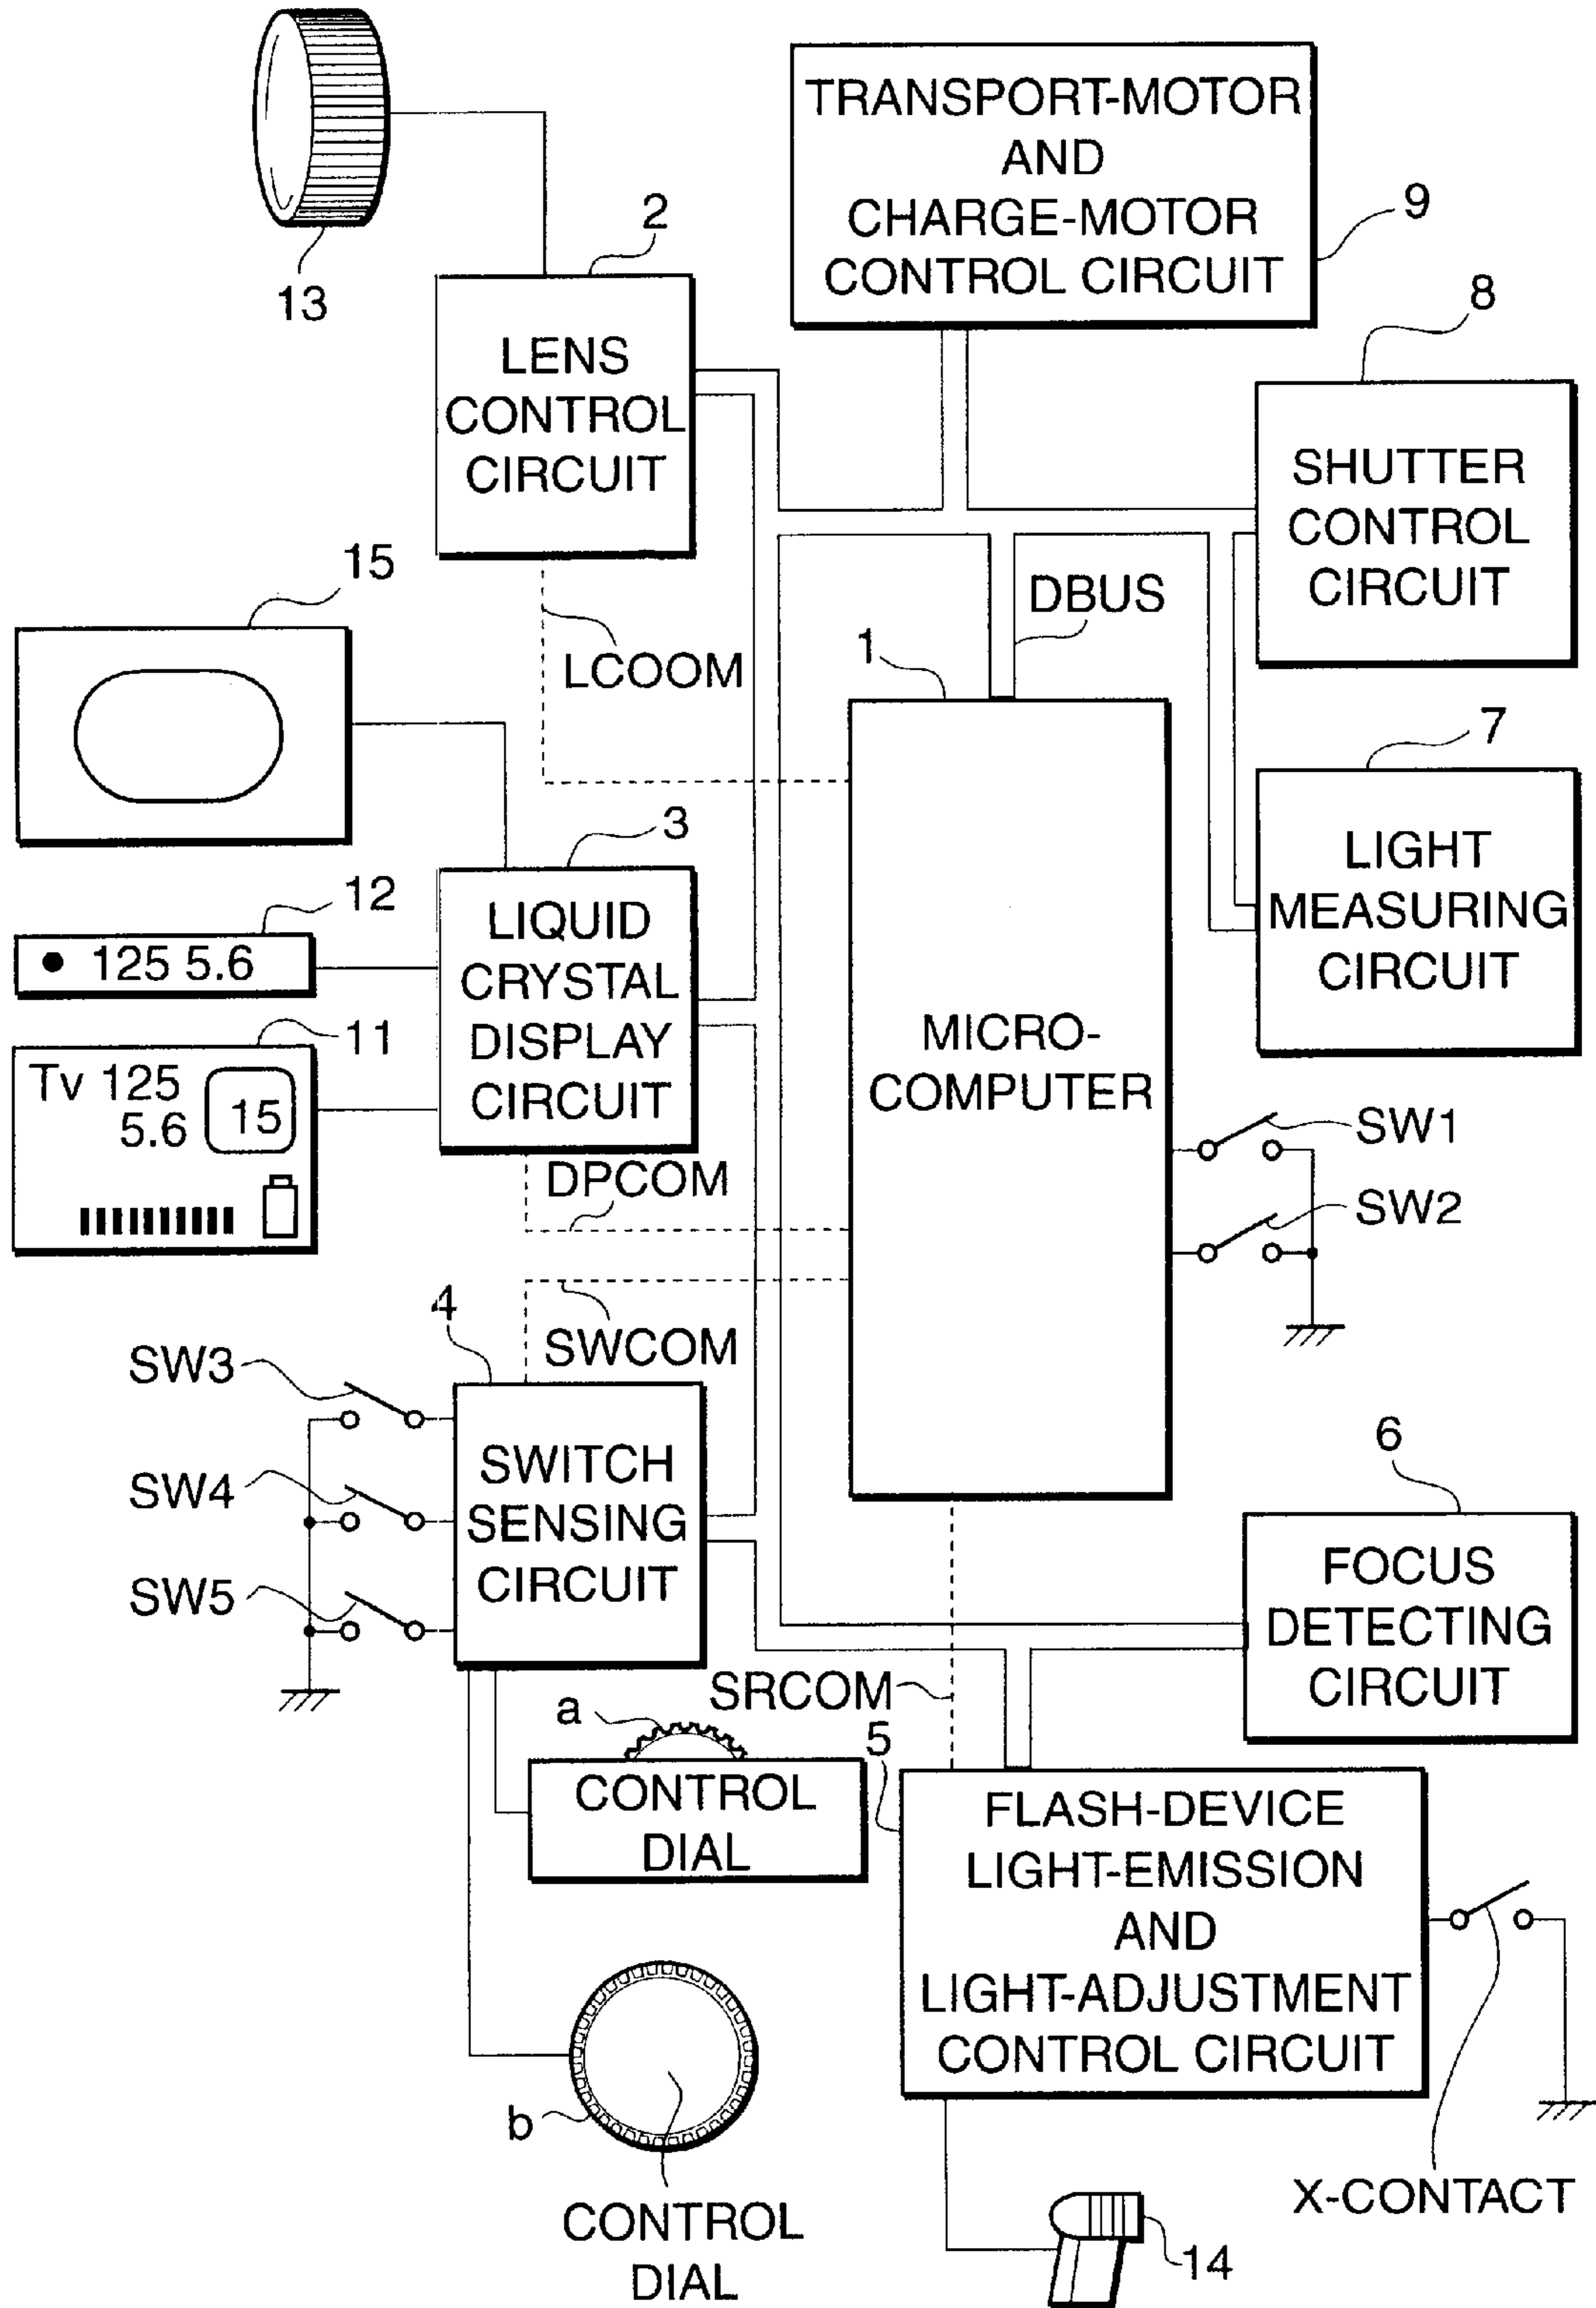 TRANSPORT-MOTOR
AND
CHARGE-MOTOR
CONTROL CIRCUIT
9
13
2
LENS
CONTROL
CIRCUIT
8
SHUTTER
CONTROL
CIRCUIT
15
LCOOM
DBUS
1
MICRO-
COMPUTER
7
LIGHT
MEASURING
CIRCUIT
3
LIQUID
CRYSTAL
DISPLAY
CIRCUIT
12
● 125 5.6
11
Tv 125
5.6
15
DPCOM
SW1
SW2
SWCOM
4
SW3
SW4
SW5
SWITCH
SENSING
CIRCUIT
6
FOCUS
DETECTING
CIRCUIT
SRCOM
a
CONTROL
DIAL
5
FLASH-DEVICE
LIGHT-EMISSION
AND
LIGHT-ADJUSTMENT
CONTROL CIRCUIT
b
CONTROL
DIAL
X-CONTACT
14